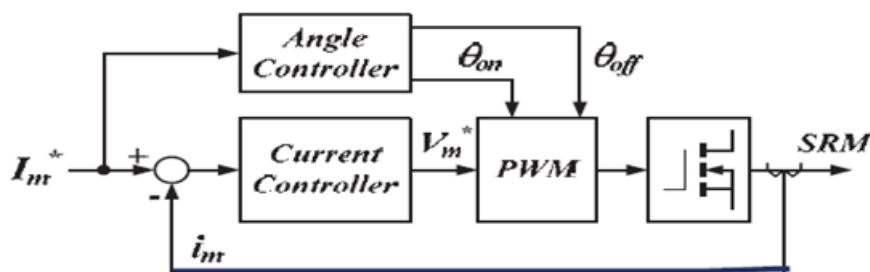 Angle
Controller
θon
θoff
Im*
+
-
Current
Controller
Vm*
PWM
SRM
im